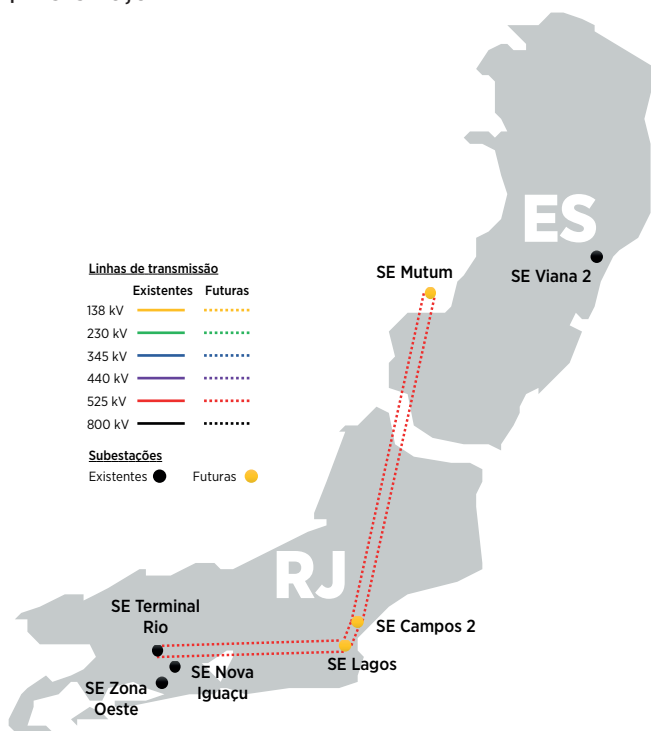 ES
SE Mutum
SE Viana 2
Linhas de transmissão
Existentes Futuras
138 kV
230 kV
345 kV
440 kV
525 kV
800 kV
Subestações
Existentes Futuras
RJ
SE Terminal
Rio
SE Campos 2
SE Lagos
SE Nova
Iguaçu
SE Zona
Oeste